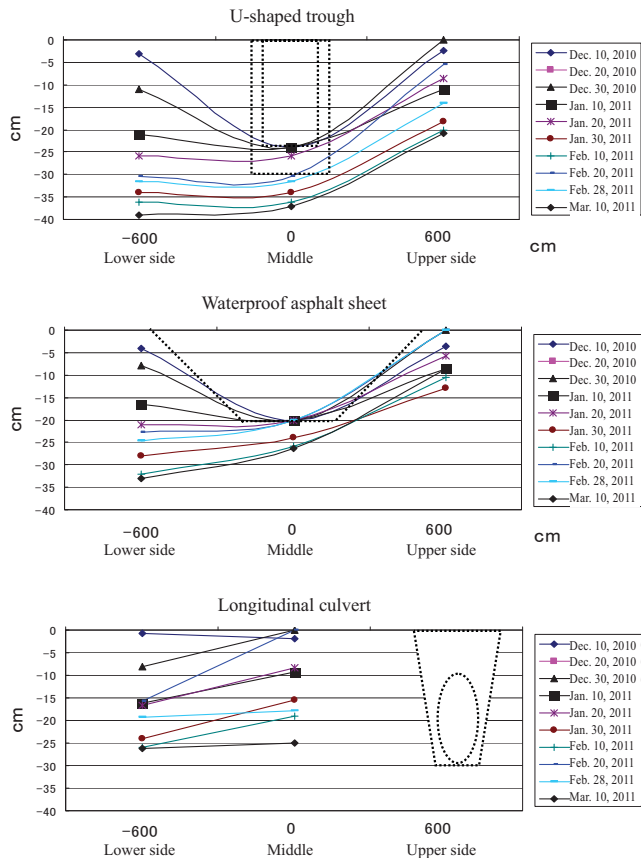 U-shaped trough
0
-5
-10
-15
-20
-25
-30
-35
-40
cm
-600 0 600
Lower side Middle Upper side
cm
Dec. 10, 2010
Dec. 20, 2010
Dec. 30, 2010
Jan. 10, 2011
Jan. 20, 2011
Jan. 30, 2011
Feb. 10, 2011
Feb. 20, 2011
Feb. 28, 2011
Mar. 10, 2011
Waterproof asphalt sheet
0
-5
-10
-15
-20
-25
-30
-35
-40
cm
-600 0 600
Lower side Middle Upper side
cm
Dec. 10, 2010
Dec. 20, 2010
Dec. 30, 2010
Jan. 10, 2011
Jan. 20, 2011
Jan. 30, 2011
Feb. 10, 2011
Feb. 20, 2011
Feb. 28, 2011
Mar. 10, 2011
Longitudinal culvert
0
-5
-10
-15
-20
-25
-30
-35
-40
cm
-600 0 600
Lower side Middle Upper side
Dec. 10, 2010
Dec. 20, 2010
Dec. 30, 2010
Jan. 10, 2011
Jan. 20, 2011
Jan. 30, 2011
Feb. 10, 2011
Feb. 20, 2011
Feb. 28, 2011
Mar. 10, 2011